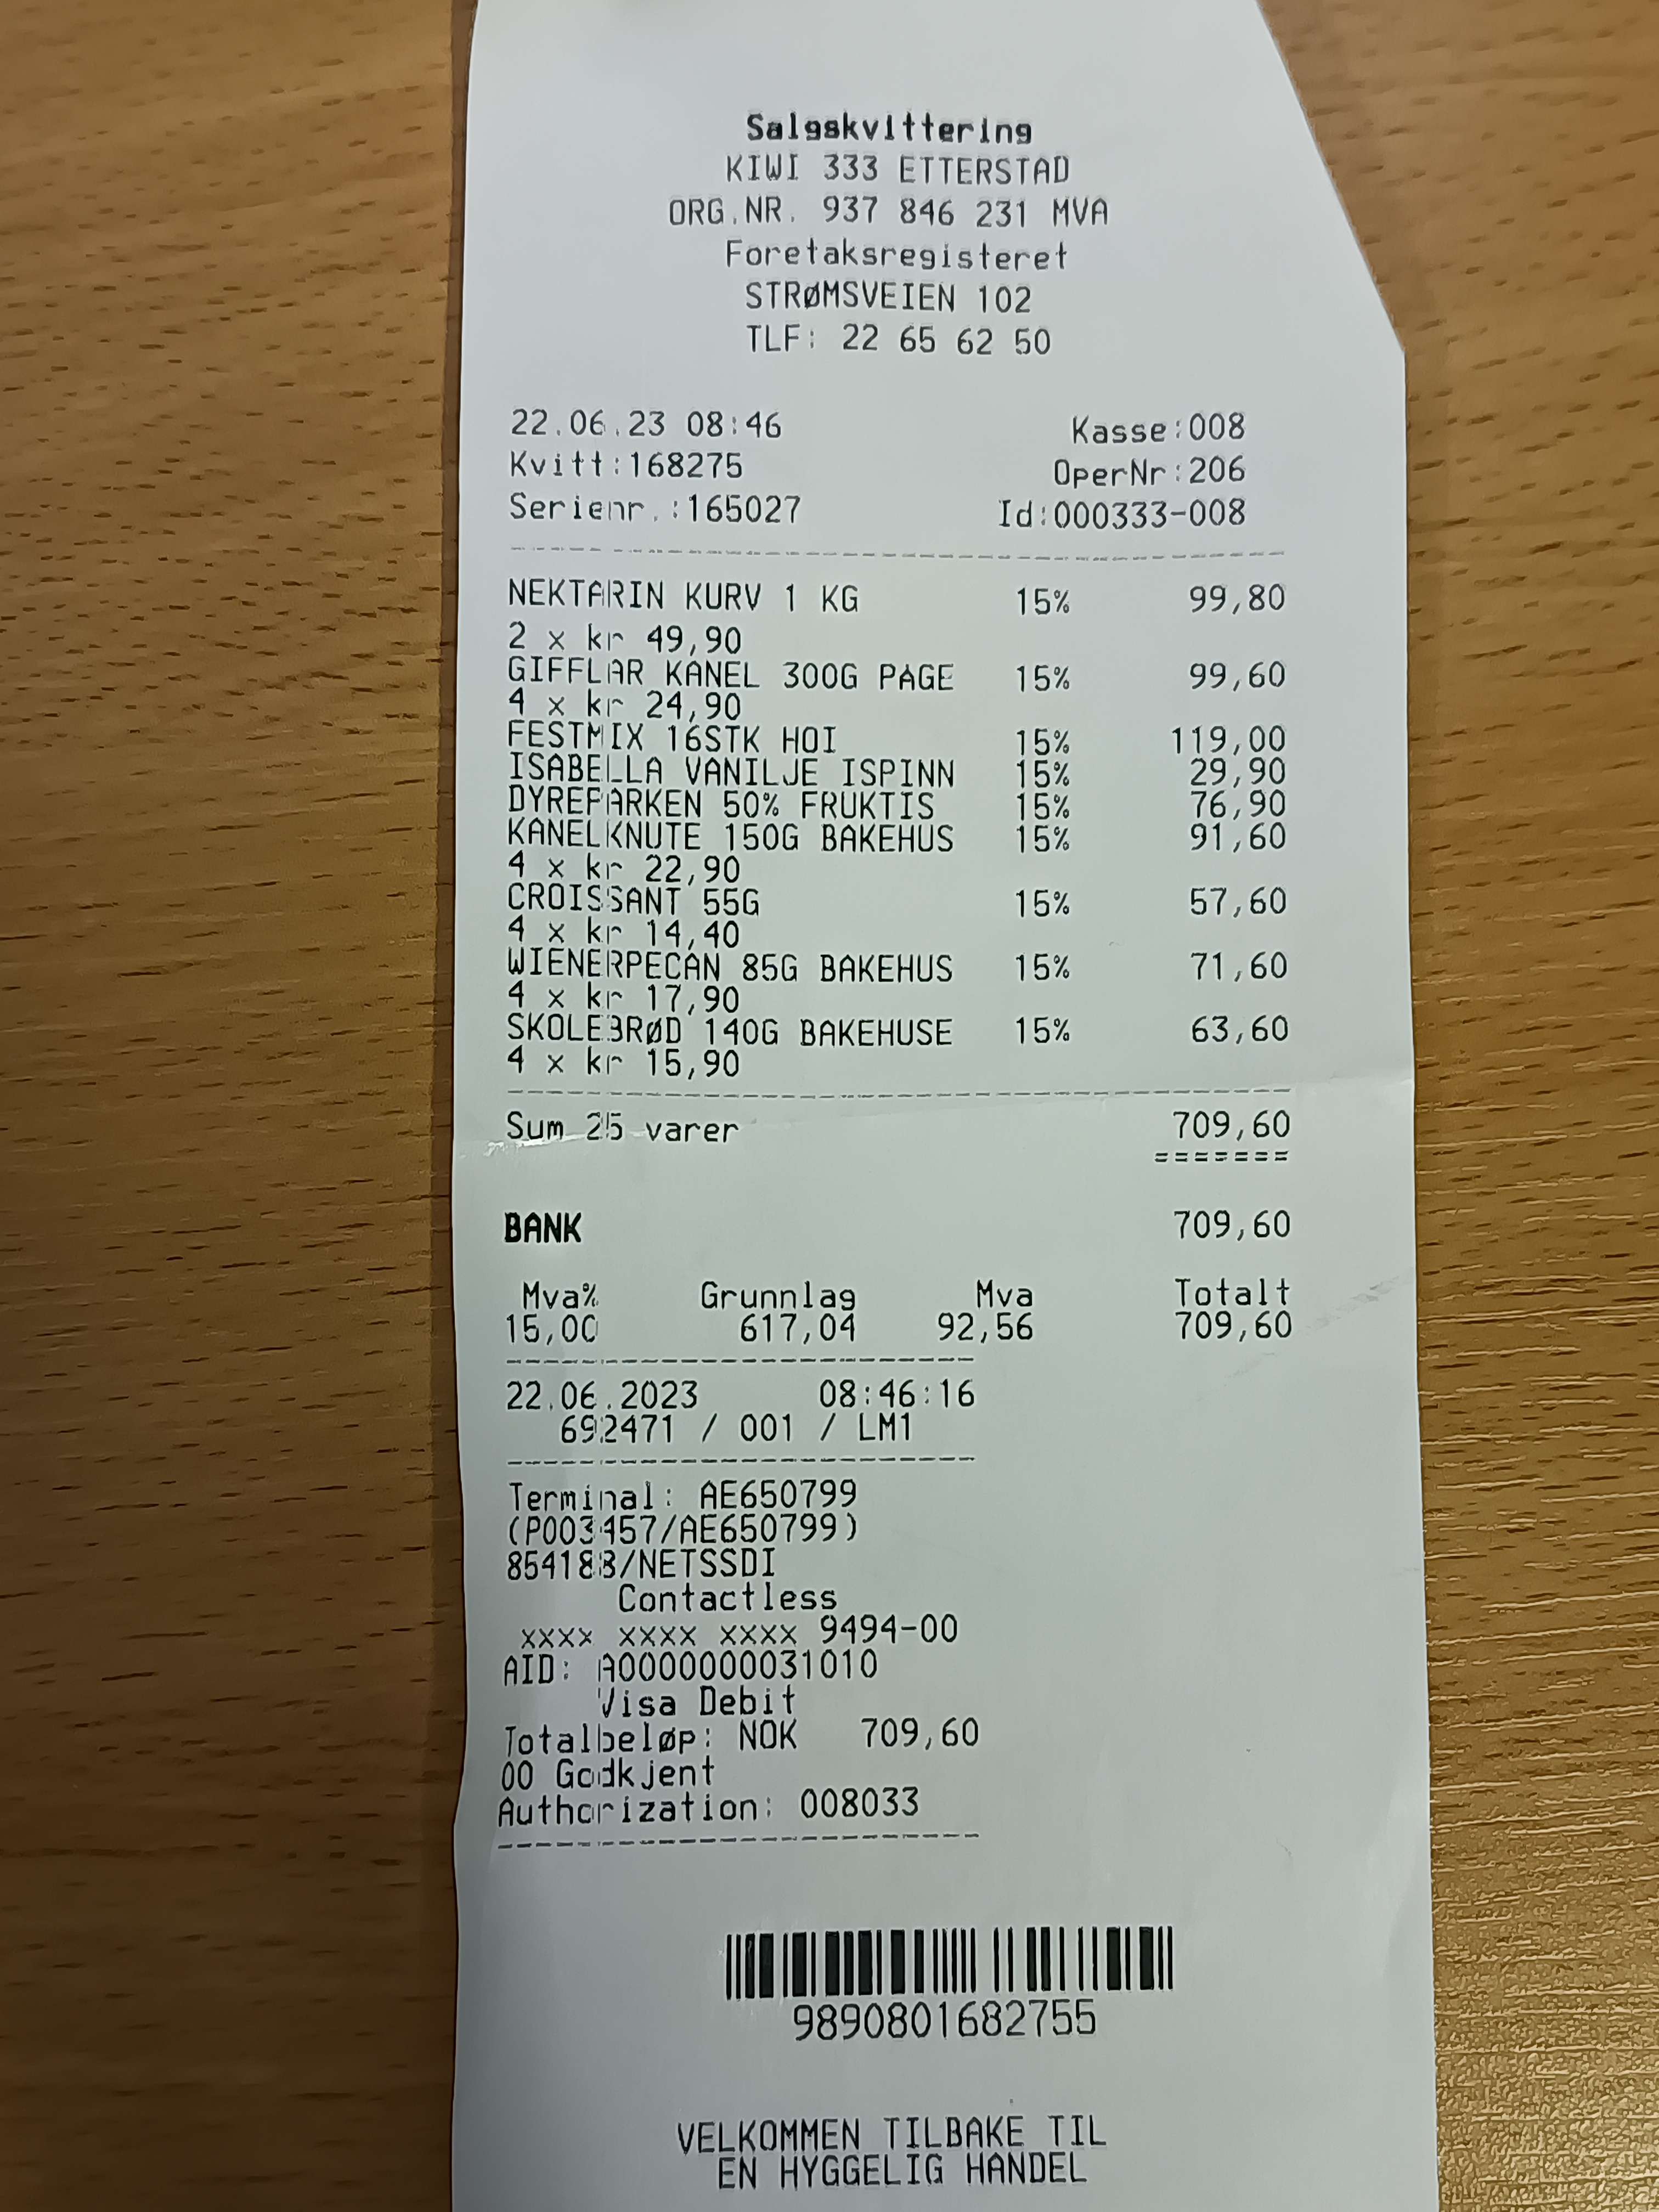 Salgskvittering
KIWI 333 ETTERSTAD
ORG.NR. 937 846 231 MVA
Foretaksregisteret
STRØMSVEIEN 102
TLF: 22 65 62 50
22.06.23 08:46 Kasse:008
Kvitt:168275 OperNr:206
Serienr.:165027 Id:000333-008
NEKTARIN KURV 1 KG 15% 99,80
2 x kr 49,90
GIFFLAR KANEL 300G PAGE 15% 99,60
4 x kr 24,90
FESTMIX 16STK HOI 15% 119,00
ISABELLA VANILJE ISPINN 15% 29,90
DYREPARKEN 50% FRUKTIS 15% 76,90
KANELKNUTE 150G BAKEHUS 15% 91,60
4 x kr 22,90
CROISSANT 55G 15% 57,60
4 x kr 14,40
WIENERPECAN 85G BAKEHUS 15% 71,60
4 x kr 17,90
SKOLEBRØD 140G BAKEHUSE 15% 63,60
4 x kr 15,90
Sum 25 varer 709,60
=======
BANK 709,60
Mva% Grunnlag Mva Totalt
15,00 617,04 92,56 709,60
22.06.2023 08:46:16
692471 / 001 / LM1
Terminal: AE650799
(P003457/AE650799)
854188/NETSSDI
Contactless
xxxx xxxx xxxx 9494-00
AID: A0000000031010
Visa Debit
Totalbeløp: NOK 709,60
00 Godkjent
Authorization: 008033
9890801682755
VELKOMMEN TILBAKE TIL
EN HYGGELIG HANDEL